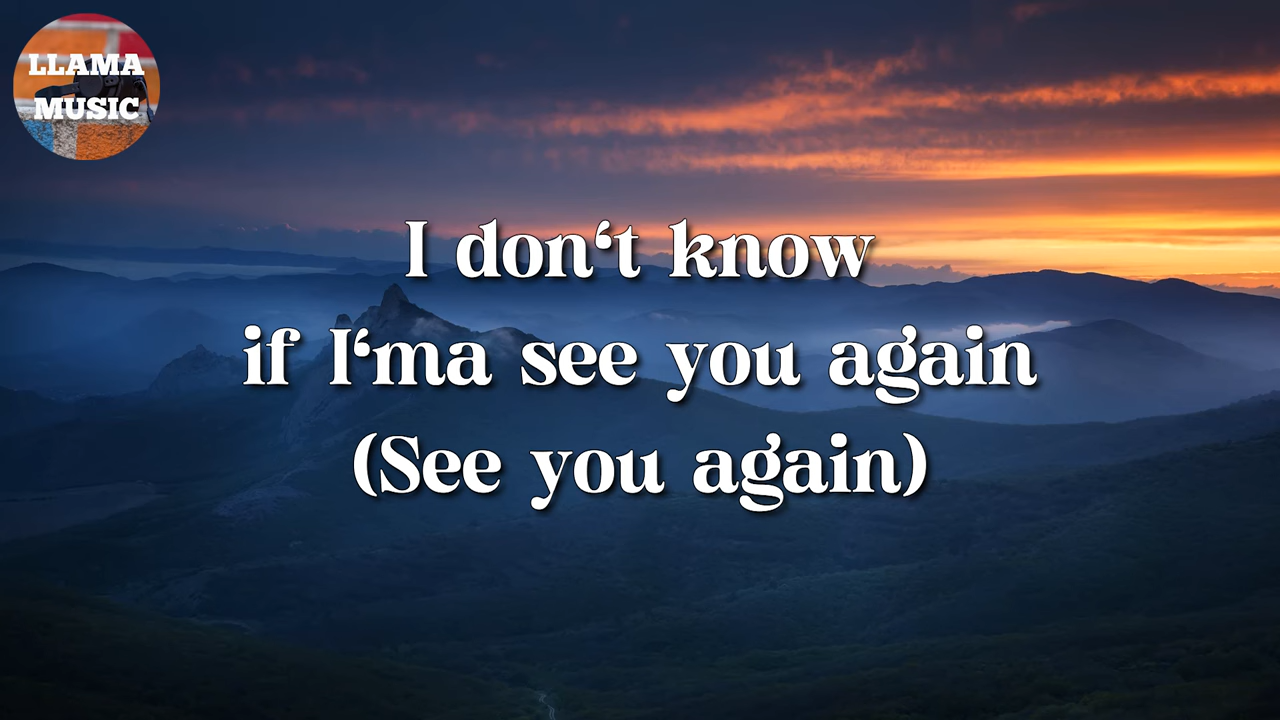 LLAMA
MUSIC
I don‘t know
if I‘ma see you again
(See you again)